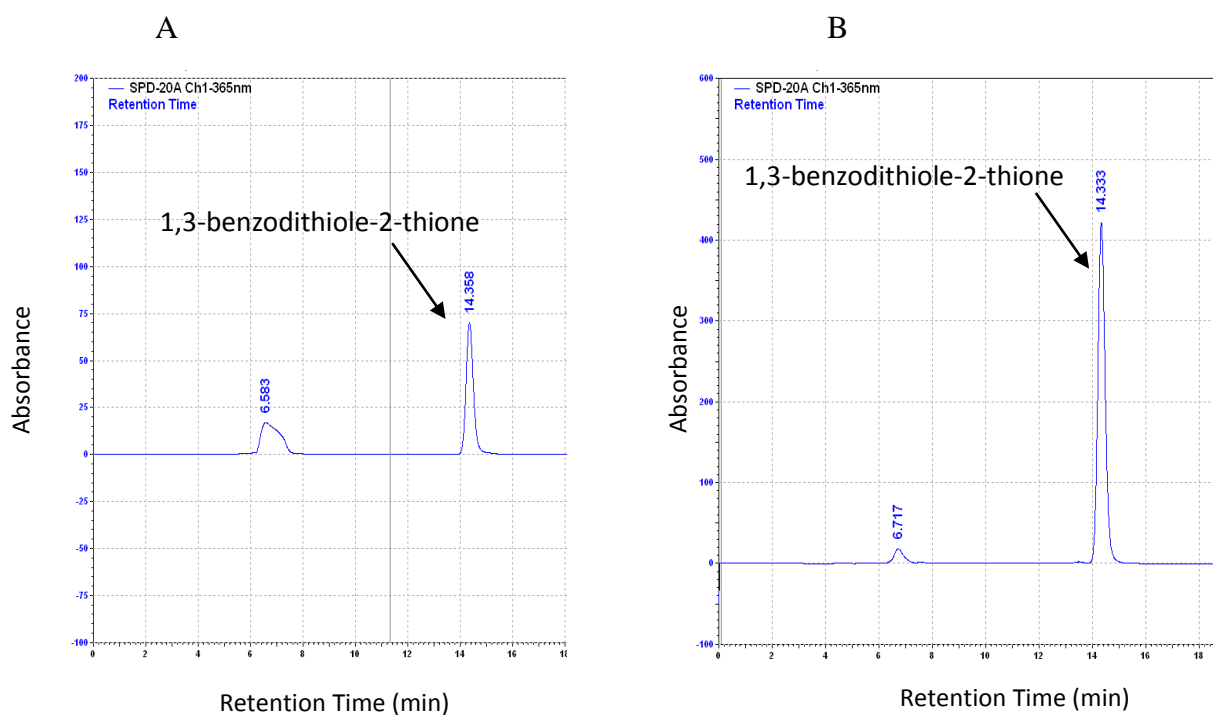 A
200
175
150
125
100
75
50
25
0
-25
-50
-75
-100
SPD-20A Ch1-365nm
Retention Time
1,3-benzodithiole-2-thione
6.583
14.358
0 2 4 6 8 10 12 14 16 18
Absorbance
Retention Time (min)
B
600
500
400
300
200
100
0
-100
SPD-20A Ch1-365nm
Retention Time
1,3-benzodithiole-2-thione
6.717
14.333
0 2 4 6 8 10 12 14 16 18
Absorbance
Retention Time (min)